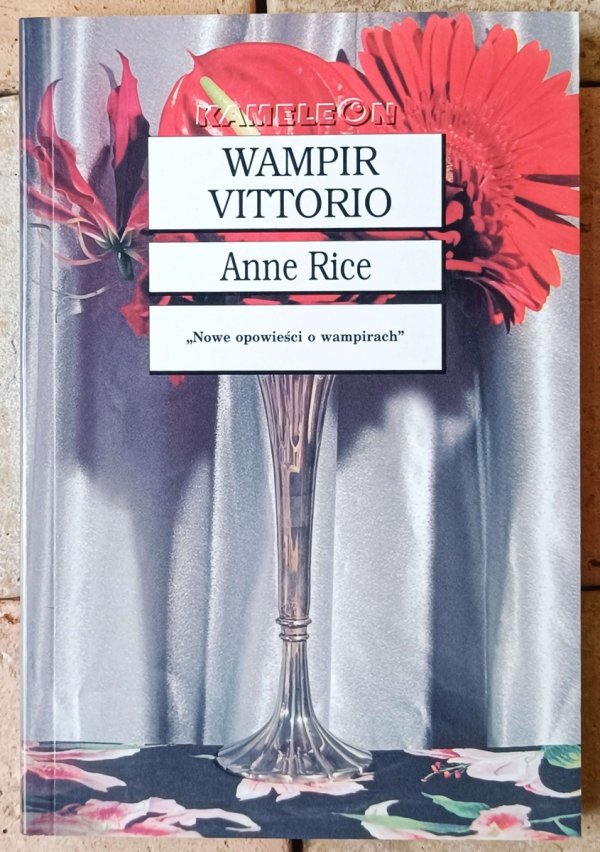 KAMELEON
WAMPIR
VITTORIO
Anne Rice
„Nowe opowieści o wampirach”